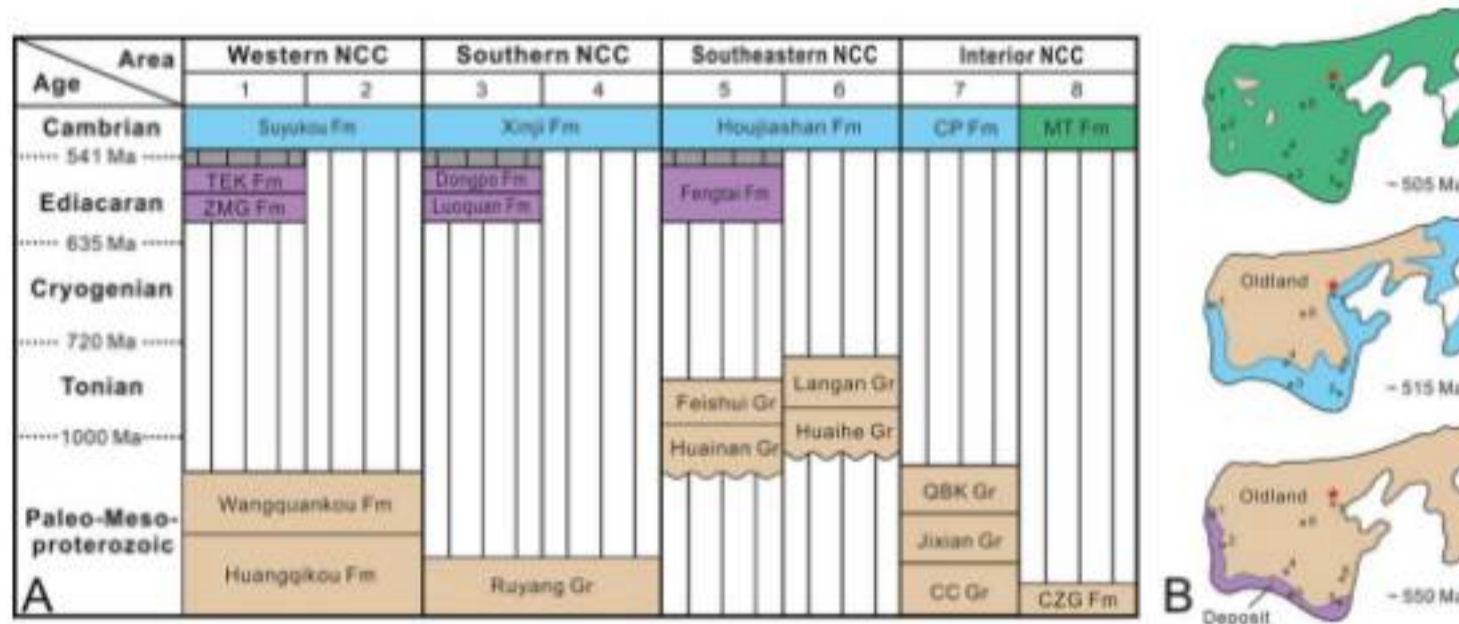 Area Western NCC Southern NCC Southeastern NCC Interior NCC
Age 1 2 3 4 5 6 7 8
Cambrian Suyukou Fm Xinji Fm Houjiashan Fm CP Fm MT Fm
541 Ma
TEK Fm Dongpo Fm Fengtai Fm
Ediacaran ZMG Fm Luoquan Fm
635 Ma
Cryogenian
720 Ma
Tonian Feishui Gr Langan Gr
1000 Ma Huainan Gr Huaihe Gr
Wangquankou Fm QBK Gr
Paleo-Meso-
proterozoic Jixian Gr
Huangqikou Fm Ruyang Gr CC Gr CZG Fm
A
~ 505 Ma
Oldland
~ 515 Ma
Oldland
~ 550 Ma
B
Deposit